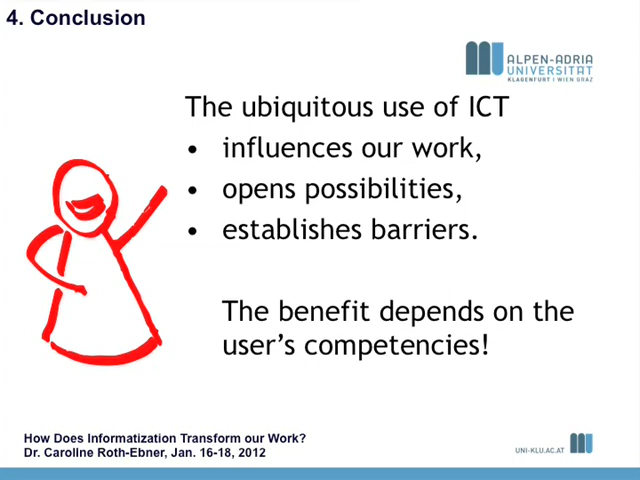 4. Conclusion
ALPEN-ADRIA
UNIVERSITÄT
KLAGENFURT I WIEN GRAZ
The ubiquitous use of ICT
• influences our work,
• opens possibilities,
• establishes barriers.
The benefit depends on the
user’s competencies!
How Does Informatization Transform our Work?
Dr. Caroline Roth-Ebner, Jan. 16-18, 2012
UNI-KLU.AC.AT